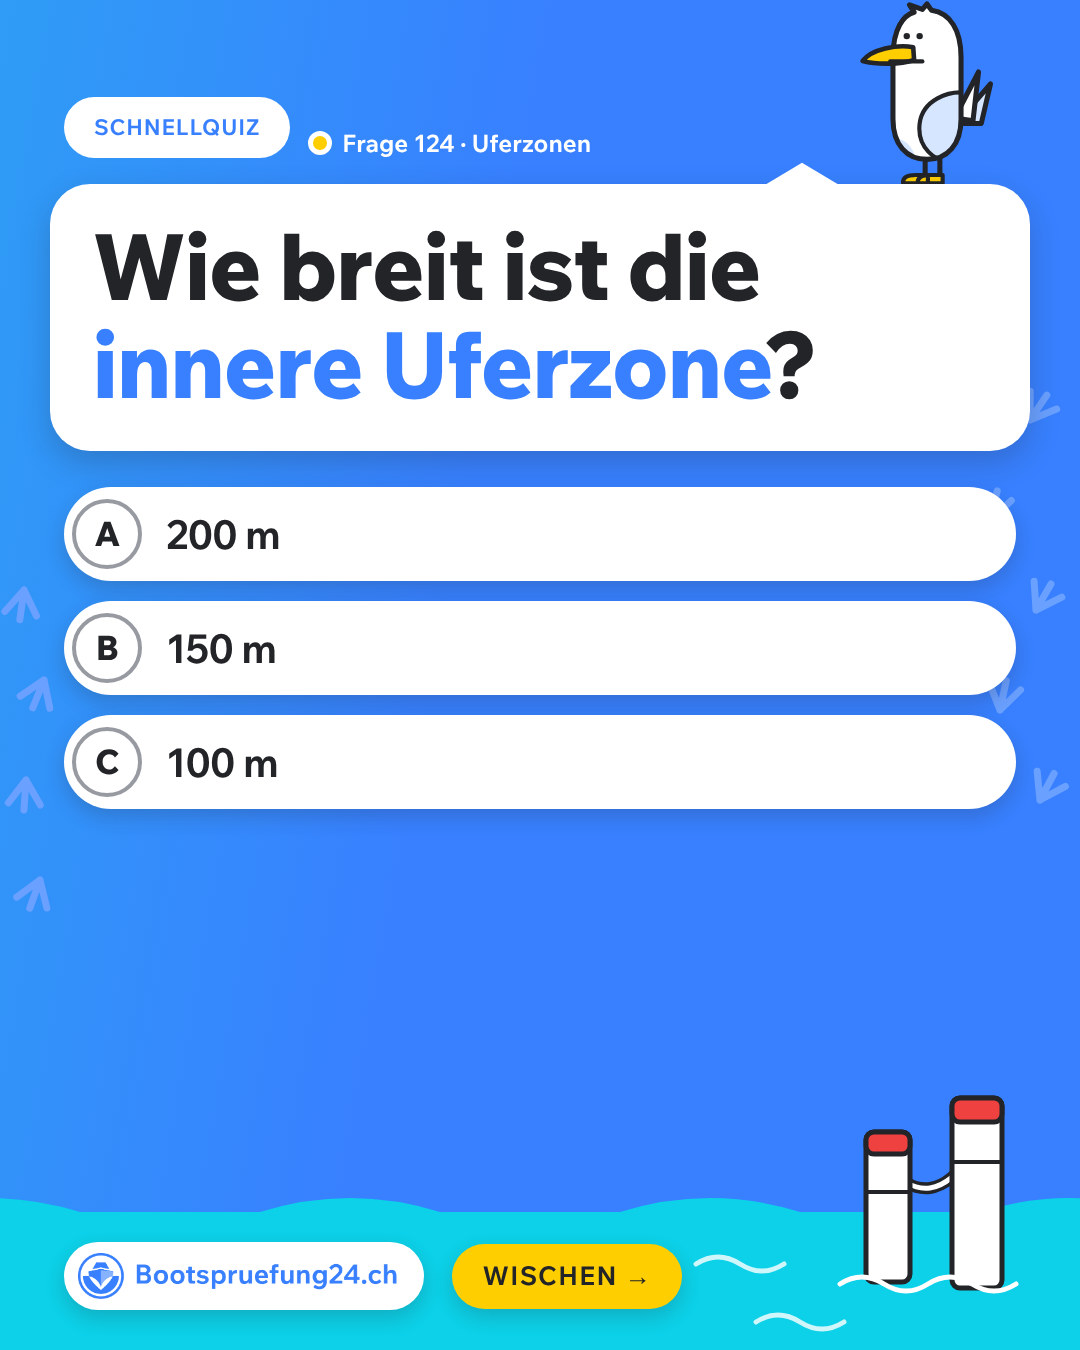 SCHNELLQUIZ
Frage 124 · Uferzonen
Wie breit ist die
innere Uferzone?
A 200 m
B 150 m
C 100 m
Bootspruefung24.ch
WISCHEN →